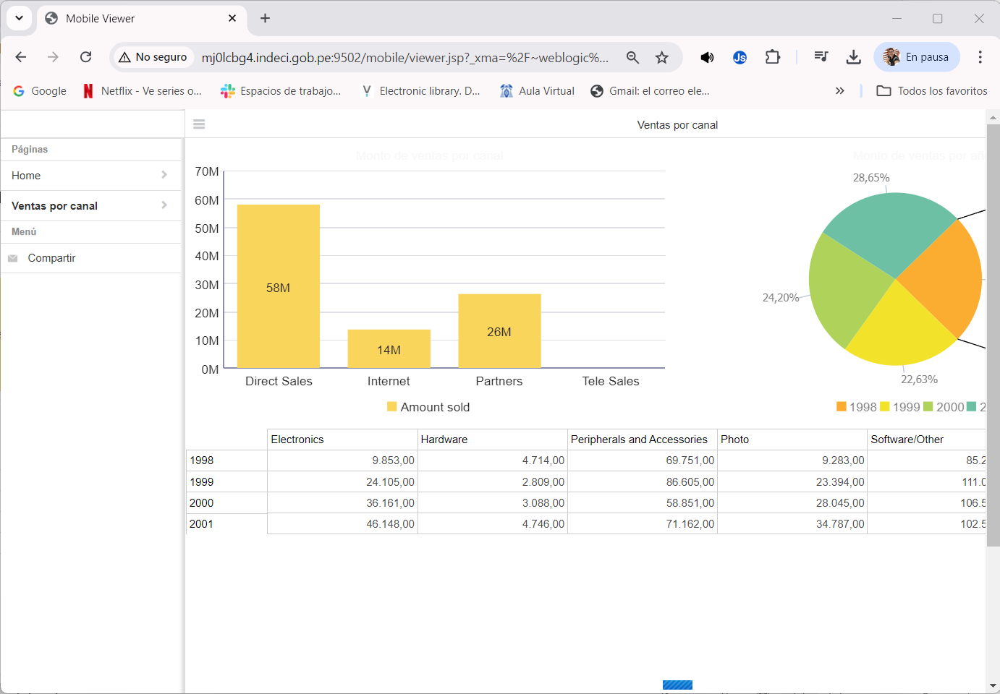 Mobile Viewer
No seguro
mj0lcbg4.indeci.gob.pe:9502/mobile/viewer.jsp?_xma=%2F~weblogic%...
Js
En pausa
Google
Netflix - Ve series o...
Espacios de trabajo...
Electronic library. D...
Aula Virtual
Gmail: el correo ele...
Todos los favoritos
Páginas
Home
Ventas por canal
Menú
Compartir
Ventas por canal
Monto de ventas por canal
70M
60M
50M
40M
30M
20M
10M
0M
58M
14M
26M
Direct Sales Internet Partners Tele Sales
Amount sold
Monto de ventas por añ
28,65%
24,20%
22,63%
1998 1999 2000 2
Electronics Hardware Peripherals and Accessories Photo Software/Other
1998 9.853,00 4.714,00 69.751,00 9.283,00 85.2
1999 24.105,00 2.809,00 86.605,00 23.394,00 111.0
2000 36.161,00 3.088,00 58.851,00 28.045,00 106.5
2001 46.148,00 4.746,00 71.162,00 34.787,00 102.5